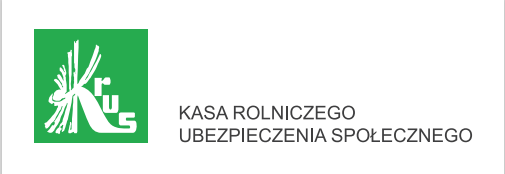 Krus
KASA ROLNICZEGO
UBEZPIECZENIA SPOŁECZNEGO